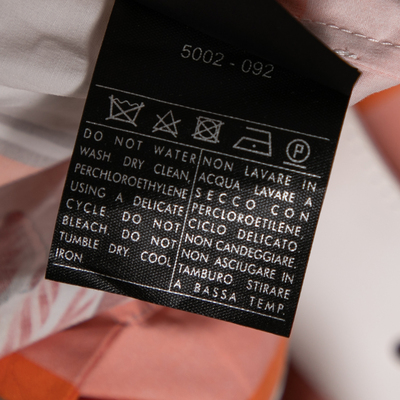 5002 - 092
P
DO NOT WATER
WASH DRY CLEAN,
PERCHLOROETHYLENE
USING A DELICATE
CYCLE DO NOT
BLEACH DO NOT
TUMBLE DRY, COOL
IRON
NON LAVARE IN
ACQUA LAVARE A
SECCO CON
PERCLOROETILENE
CICLO DELICATO
NON CANDEGGIARE
NON ASCIUGARE IN
TAMBURO STIRARE
A BASSA TEMP.